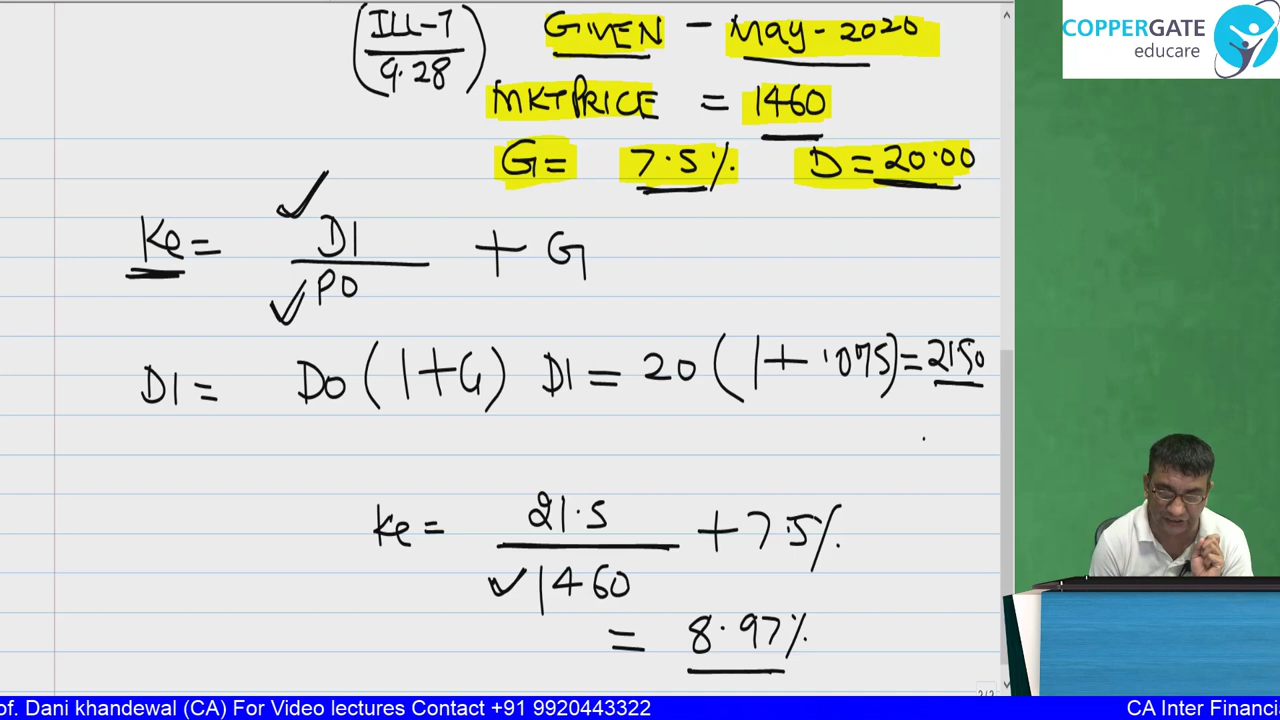 (ILL-7 / 9.28) GIVEN - May-2020
COPPERGATE
educare
MKT PRICE = 1460
G = 7.5% D = 20.00
Ke = D1 / P0 + G
D1 = D0 (1+G) D1 = 20 (1 + .075) = 21.50
Ke = 21.5 / 1460 + 7.5%
= 8.97%
of. Dani khandewal (CA) For Video lectures Contact +91 9920443322
CA Inter Financi